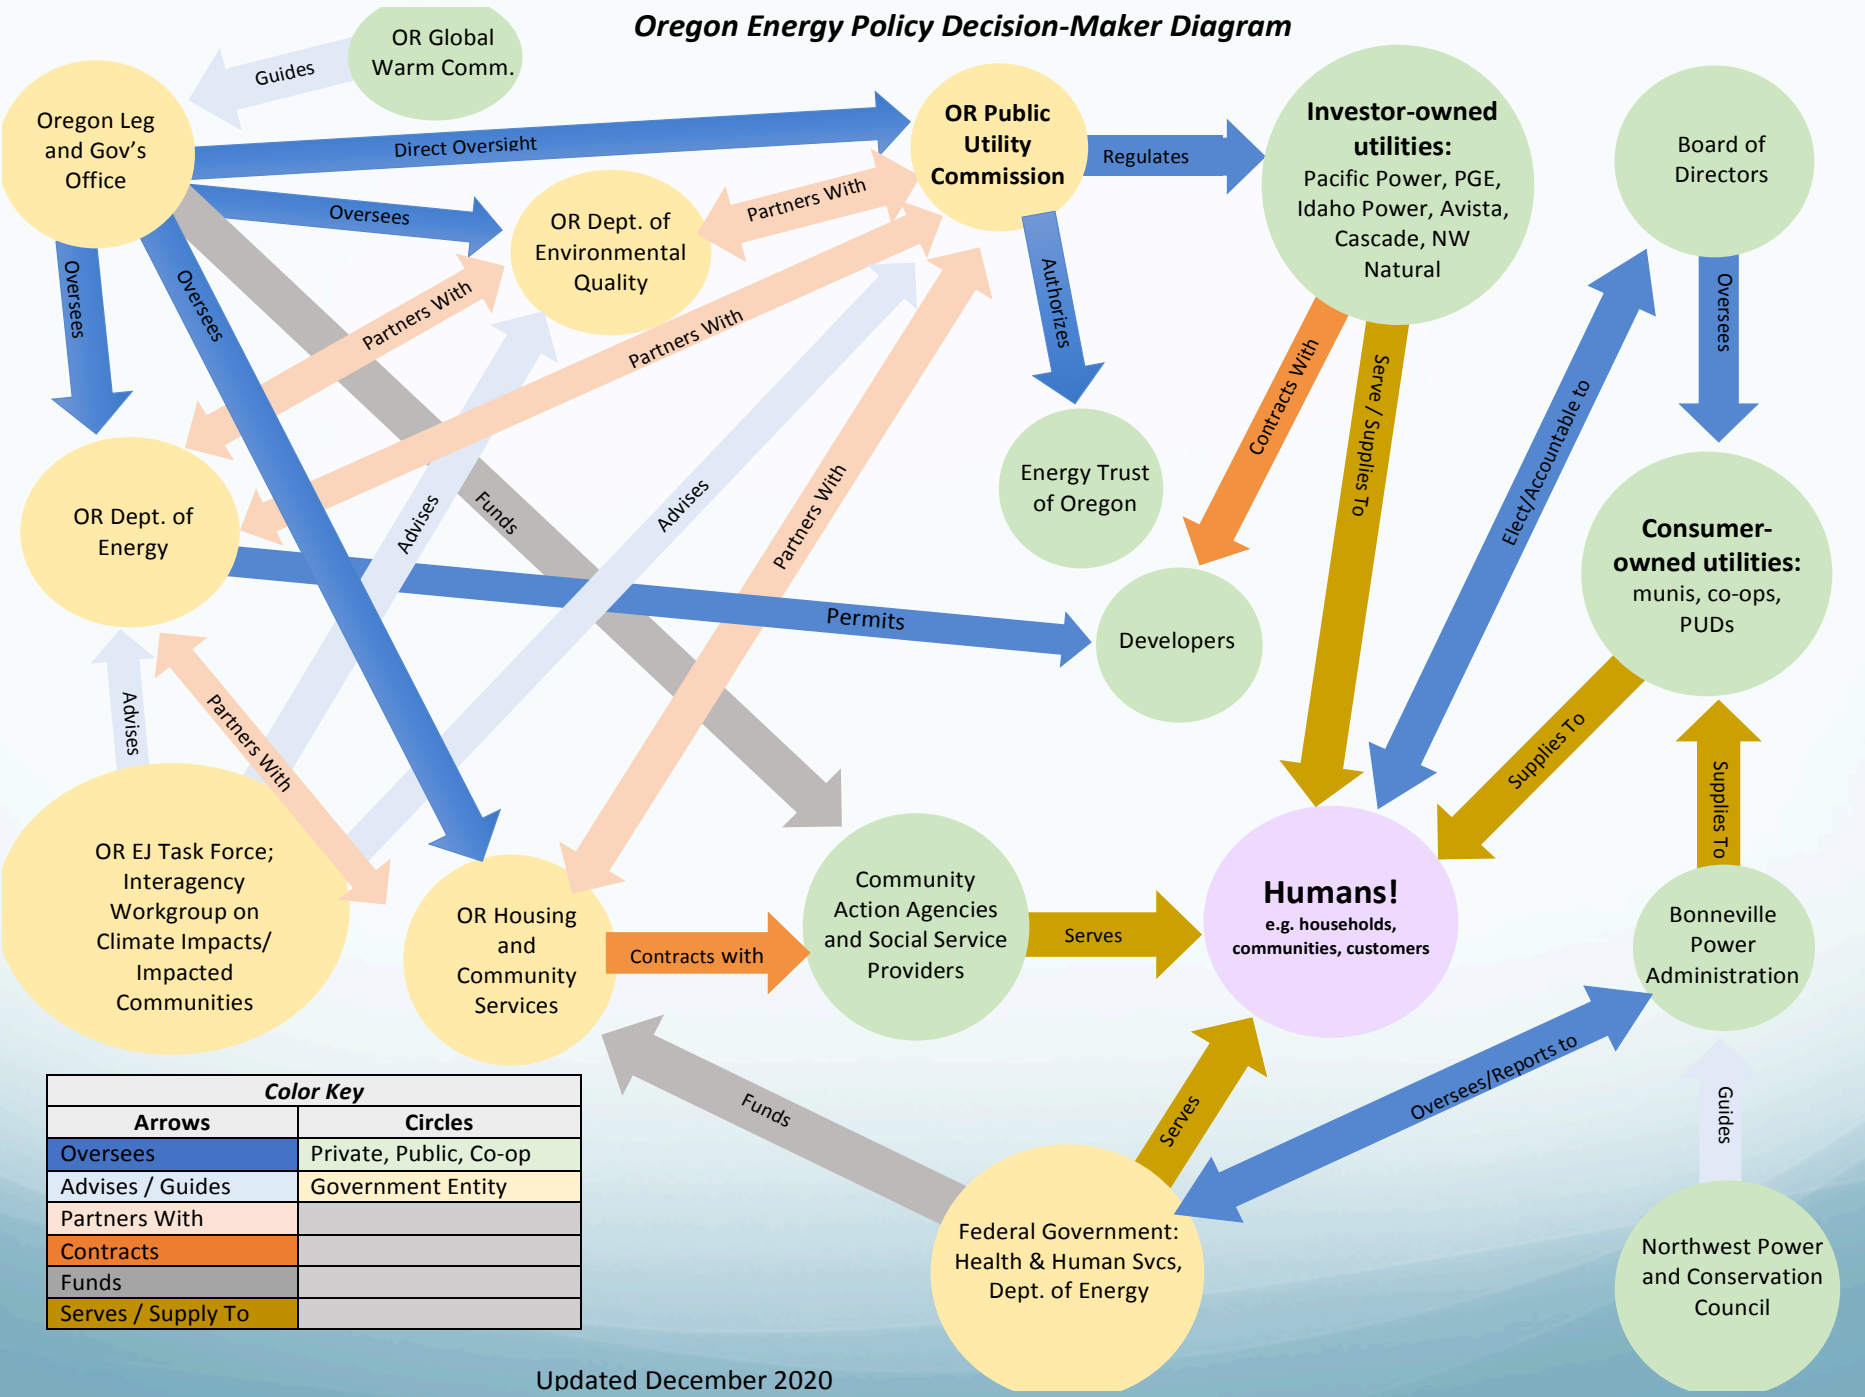 Oregon Energy Policy Decision-Maker Diagram
OR Global
Warm Comm.
Guides
Oregon Leg
and Gov's
Office
Direct Oversight
OR Public
Utility
Commission
Regulates
Investor-owned
utilities:
Pacific Power, PGE,
Idaho Power, Avista,
Cascade, NW
Natural
Board of
Directors
Oversees
OR Dept. of
Environmental
Quality
Partners With
Oversees
Oversees
Partners With
Partners With
Authorizes
Contracts With
Serve / Supplies To
Elect/Accountable to
Oversees
OR Dept. of
Energy
Advises
Funds
Advises
Partners With
Energy Trust
of Oregon
Consumer-
owned utilities:
munis, co-ops,
PUDs
Permits
Developers
Advises
Partners With
Supplies To
Supplies To
OR EJ Task Force;
Interagency
Workgroup on
Climate Impacts/
Impacted
Communities
OR Housing
and
Community
Services
Contracts with
Community
Action Agencies
and Social Service
Providers
Serves
Humans!
e.g. households,
communities, customers
Bonneville
Power
Administration
Funds
Serves
Oversees/Reports to
Guides
Federal Government:
Health & Human Svcs,
Dept. of Energy
Northwest Power
and Conservation
Council
Color Key
Arrows Circles
Oversees Private, Public, Co-op
Advises / Guides Government Entity
Partners With
Contracts
Funds
Serves / Supply To
Updated December 2020